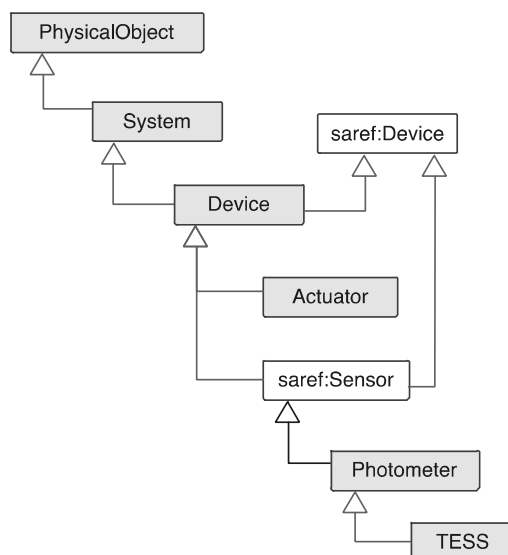 PhysicalObject
System
saref:Device
Device
Actuator
saref:Sensor
Photometer
TESS